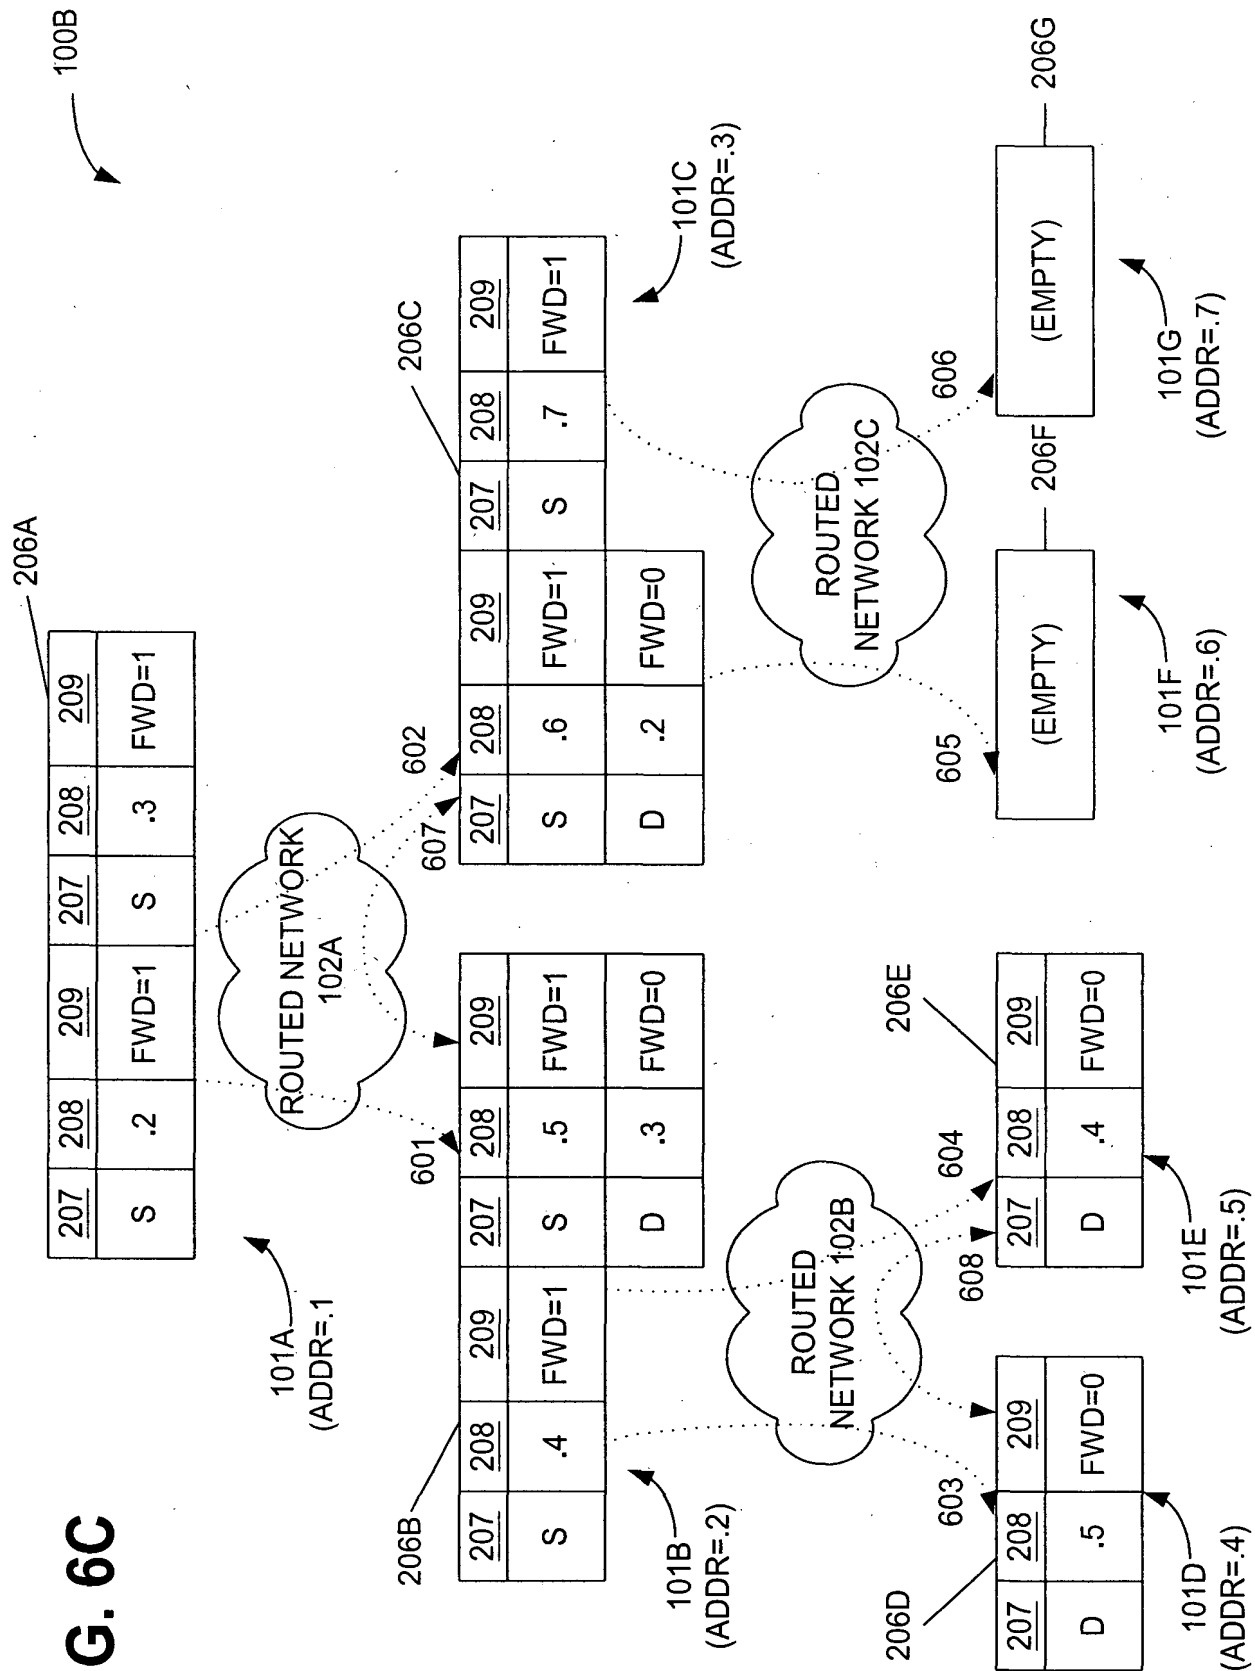 G. 6C
100B
206A
207 208 209 207 208 209
S .2 FWD=1 S .3 FWD=1
101A
(ADDR=.1
ROUTED NETWORK
102A
601
607
602
206B
207 208 209 207 208 209
S .4 FWD=1 S .5 FWD=1
D .3 FWD=0
101B
(ADDR=.2)
206C
207 208 209 207 208 209
S .6 FWD=1 S .7 FWD=1
D .2 FWD=0
101C
(ADDR=.3)
ROUTED
NETWORK 102B
603
608
604
ROUTED
NETWORK 102C
605
606
206D
207 208 209
D .5 FWD=0
101D
(ADDR=.4)
206E
207 208 209
D .4 FWD=0
101E
(ADDR=.5)
(EMPTY)
206F
101F
(ADDR=.6)
(EMPTY)
206G
101G
(ADDR=.7)